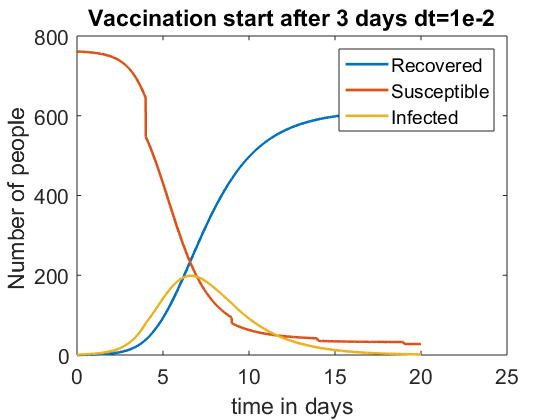 Vaccination start after 3 days dt=1e-2
Number of people
800
600
400
200
0
Recovered
Susceptible
Infected
0 5 10 15 20 25
time in days